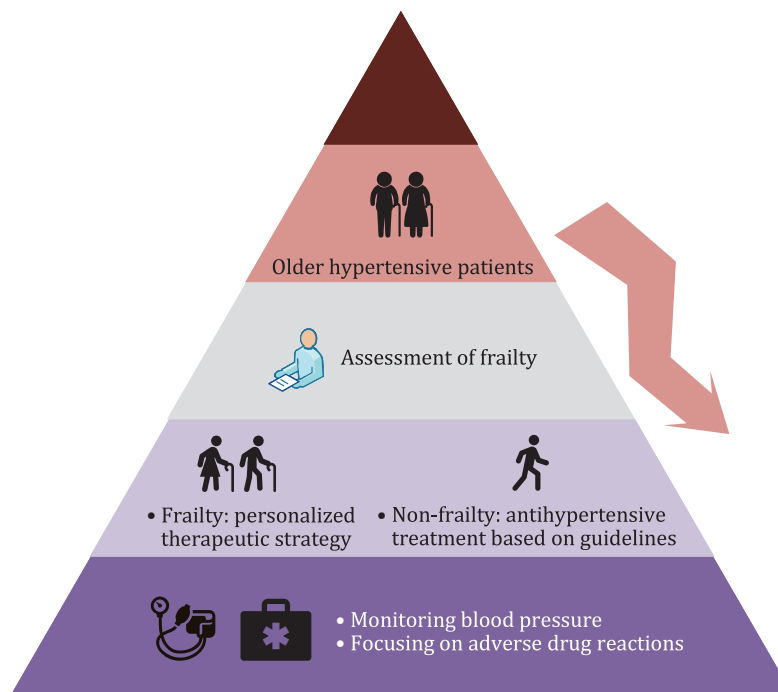 Older hypertensive patients
Assessment of frailty
• Frailty: personalized
therapeutic strategy
• Non-frailty: antihypertensive
treatment based on guidelines
• Monitoring blood pressure
• Focusing on adverse drug reactions